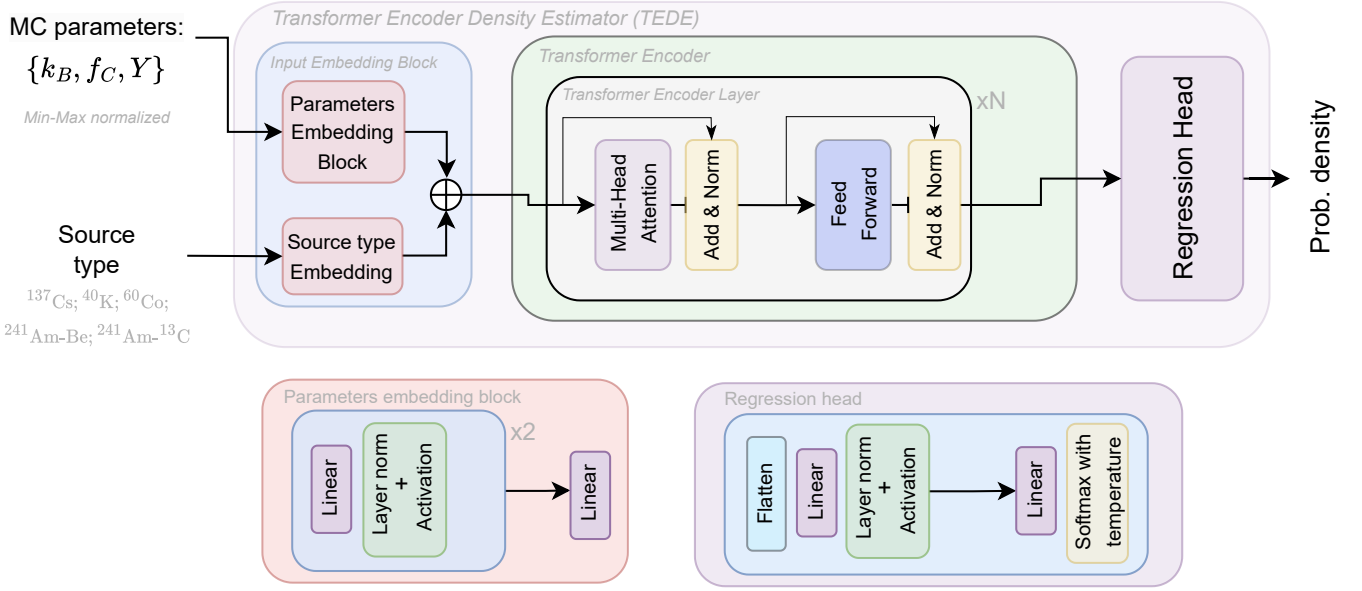 Transformer Encoder Density Estimator (TEDE)
MC parameters:
{k_B, f_C, Y}
Min-Max normalized
Source
type
¹³⁷Cs; ⁴⁰K; ⁶⁰Co;
²⁴¹Am-Be; ²⁴¹Am-¹³C
Input Embedding Block
Parameters
Embedding
Block
Source type
Embedding
Transformer Encoder
Transformer Encoder Layer
xN
Multi-Head
Attention
Add & Norm
Feed
Forward
Add & Norm
Regression Head
Prob. density
Parameters embedding block
x2
Linear
Layer norm
+
Activation
Linear
Regression head
Flatten
Linear
Layer norm
+
Activation
Linear
Softmax with
temperature